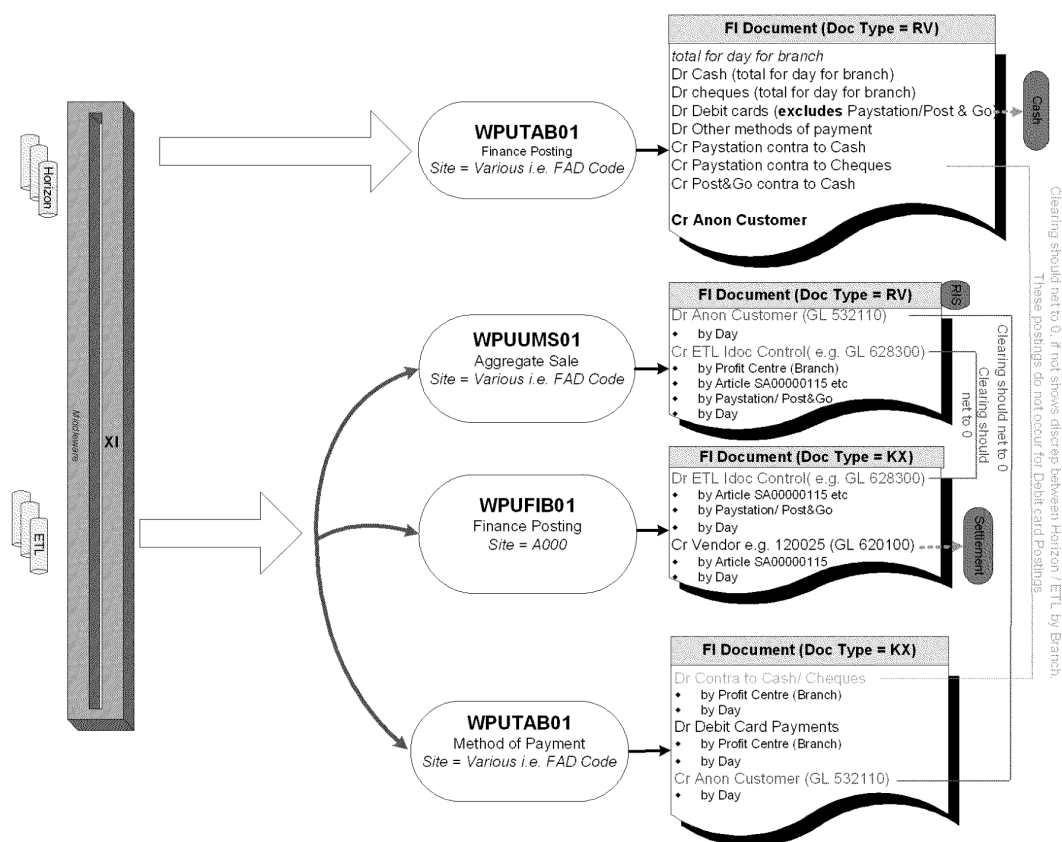 Horizon
Middleware
XI
ETL
WPUTAB01
Finance Posting
Site = Various i.e. FAD Code
FI Document (Doc Type = RV)
total for day for branch
Dr Cash (total for day for branch)
Dr cheques (total for day for branch)
Dr Debit cards (excludes Paystation/Post & Go)
Dr Other methods of payment
Cr Paystation contra to Cash
Cr Paystation contra to Cheques
Cr Post&Go contra to Cash
Cr Anon Customer
Cash
WPUUMS01
Aggregate Sale
Site = Various i.e. FAD Code
FI Document (Doc Type = RV)
RIS
Dr Anon Customer (GL 532110)
by Day
Cr ETL Idoc Control( e.g. GL 628300)
by Profit Centre (Branch)
by Article SA00000115 etc
by Paystation/ Post&Go
by Day
WPUFIB01
Finance Posting
Site = A000
FI Document (Doc Type = KX)
Dr ETL Idoc Control( e.g. GL 628300)
by Article SA00000115 etc
by Paystation/ Post&Go
by Day
Cr Vendor e.g. 120025 (GL 620100)
by Article SA00000115
by Day
Settlement
WPUTAB01
Method of Payment
Site = Various i.e. FAD Code
FI Document (Doc Type = KX)
Dr Contra to Cash/ Cheques
by Profit Centre (Branch)
by Day
Dr Debit Card Payments
by Profit Centre (Branch)
by Day
Cr Anon Customer (GL 532110)
by Day
Clearing should
net to 0
Clearing should net to 0
Clearing should net to 0, if not shows discrep between Horizon / ETL by Branch.
These postings do not occur for Debit card Postings